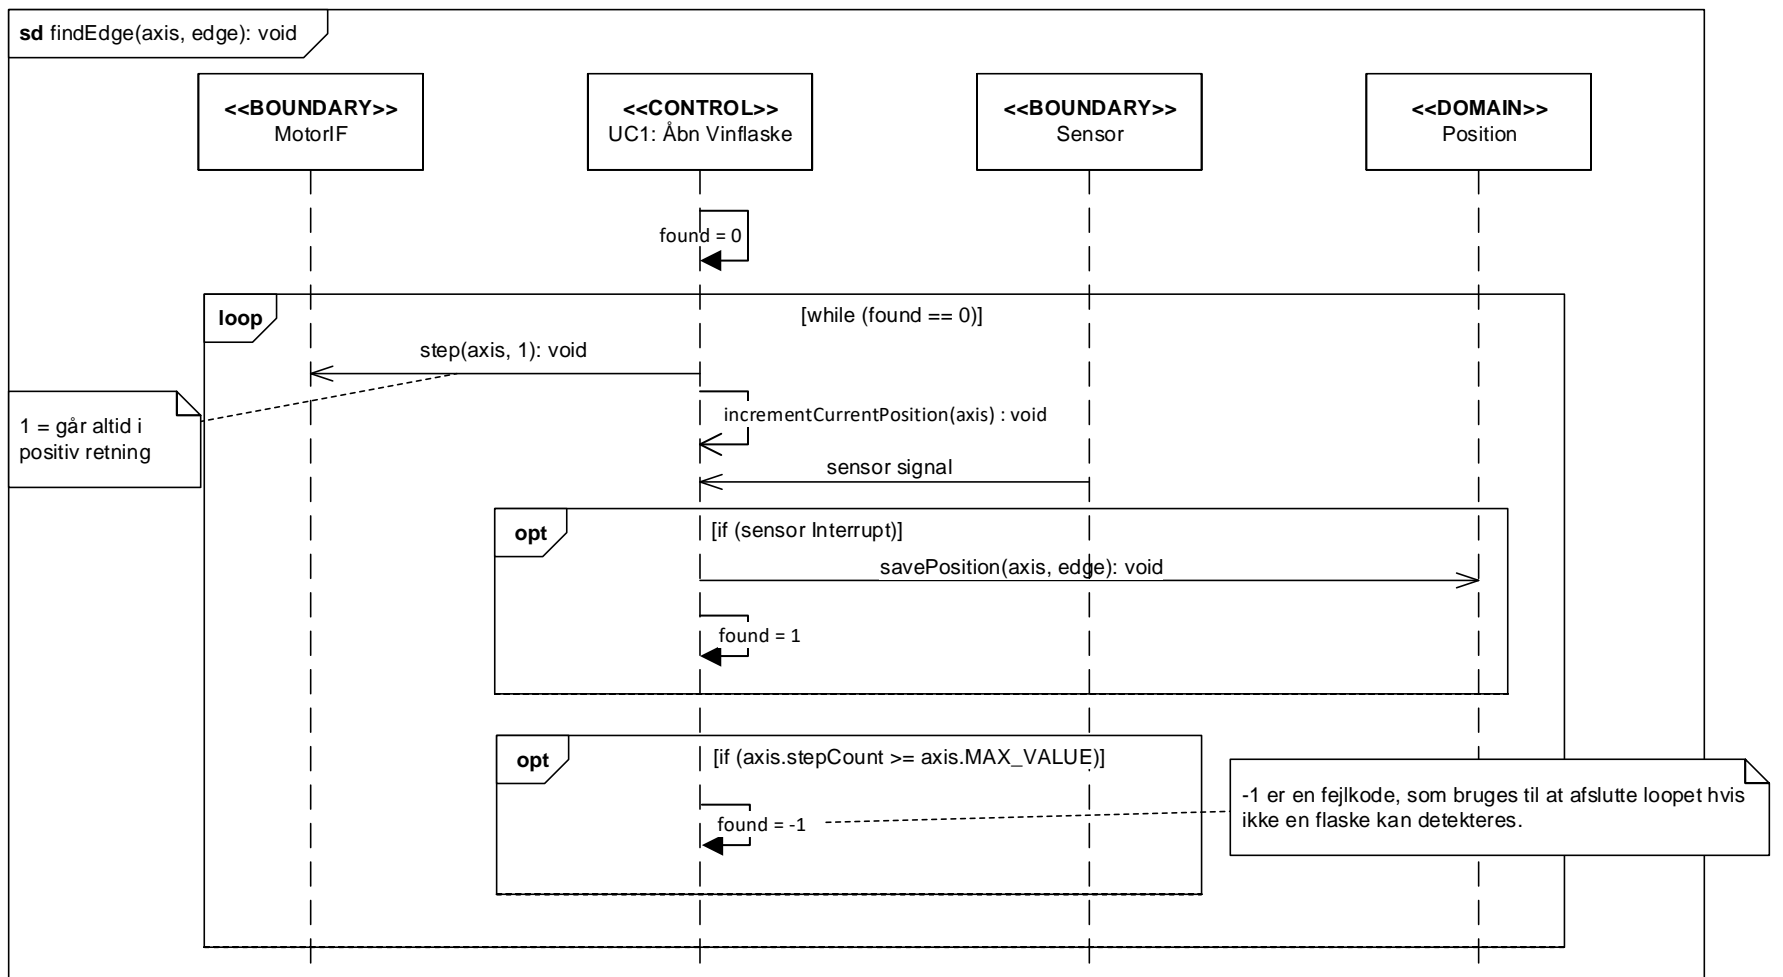 sd findEdge(axis, edge): void
<<BOUNDARY>>
MotorIF
<<CONTROL>>
UC1: Åbn Vinflaske
<<BOUNDARY>>
Sensor
<<DOMAIN>>
Position
found = 0
loop
[while (found == 0)]
step(axis, 1): void
1 = går altid i
positiv retning
incrementCurrentPosition(axis) : void
sensor signal
opt
[if (sensor Interrupt)]
savePosition(axis, edge): void
found = 1
opt
[if (axis.stepCount >= axis.MAX_VALUE)]
found = -1
-1 er en fejlkode, som bruges til at afslutte loopet hvis
ikke en flaske kan detekteres.